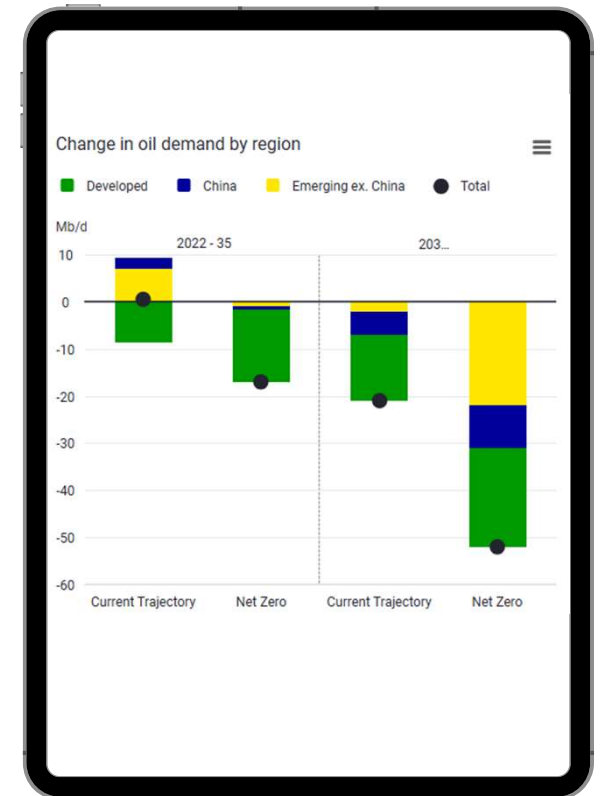 Change in oil demand by region
Developed China Emerging ex. China Total
Mb/d
2022 - 35 203...
10
0
-10
-20
-30
-40
-50
-60
Current Trajectory Net Zero Current Trajectory Net Zero